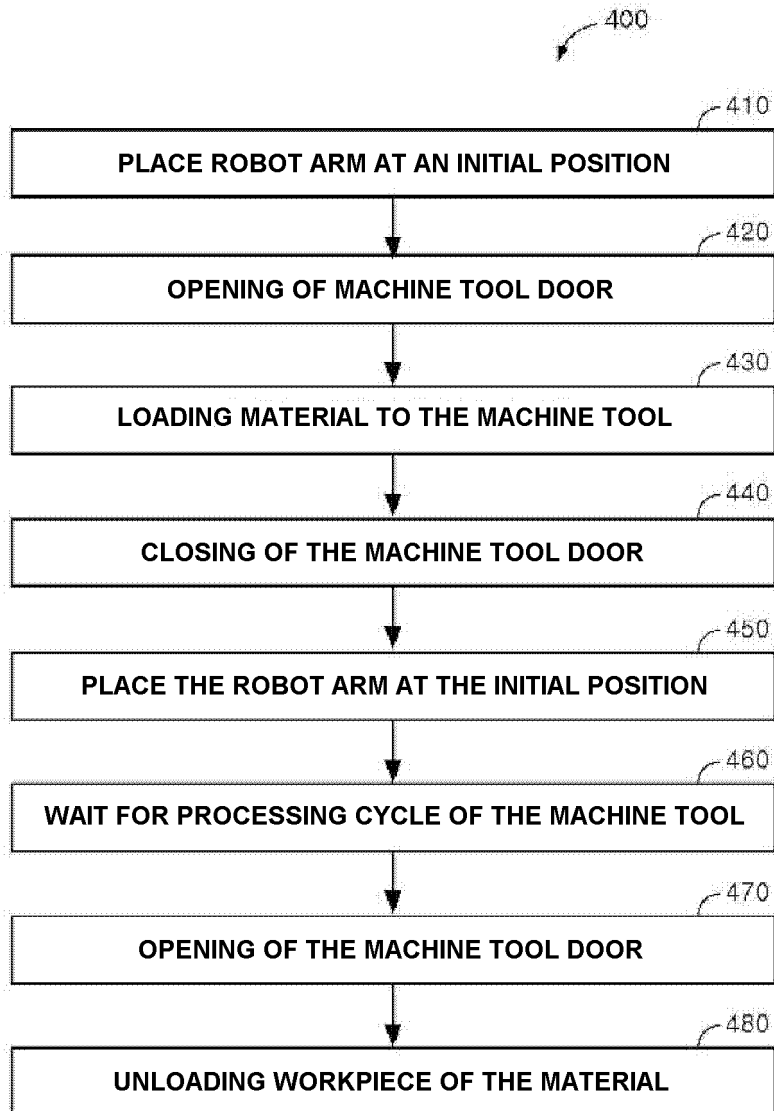 400
410
PLACE ROBOT ARM AT AN INITIAL POSITION
420
OPENING OF MACHINE TOOL DOOR
430
LOADING MATERIAL TO THE MACHINE TOOL
440
CLOSING OF THE MACHINE TOOL DOOR
450
PLACE THE ROBOT ARM AT THE INITIAL POSITION
460
WAIT FOR PROCESSING CYCLE OF THE MACHINE TOOL
470
OPENING OF THE MACHINE TOOL DOOR
480
UNLOADING WORKPIECE OF THE MATERIAL